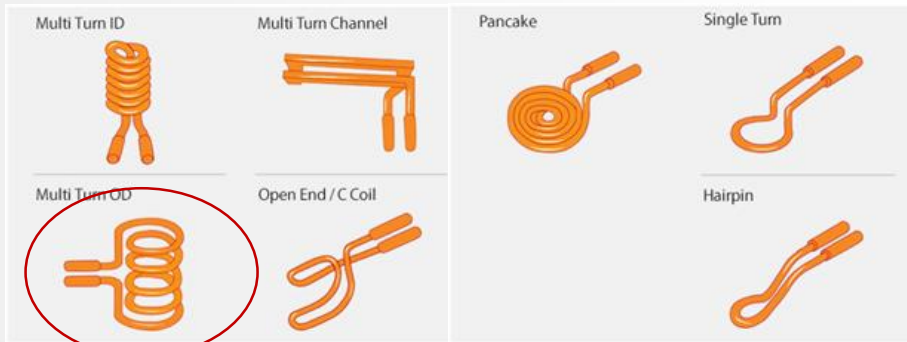 Multi Turn ID
Multi Turn Channel
Pancake
Single Turn
Multi Turn OD
Open End / C Coil
Hairpin